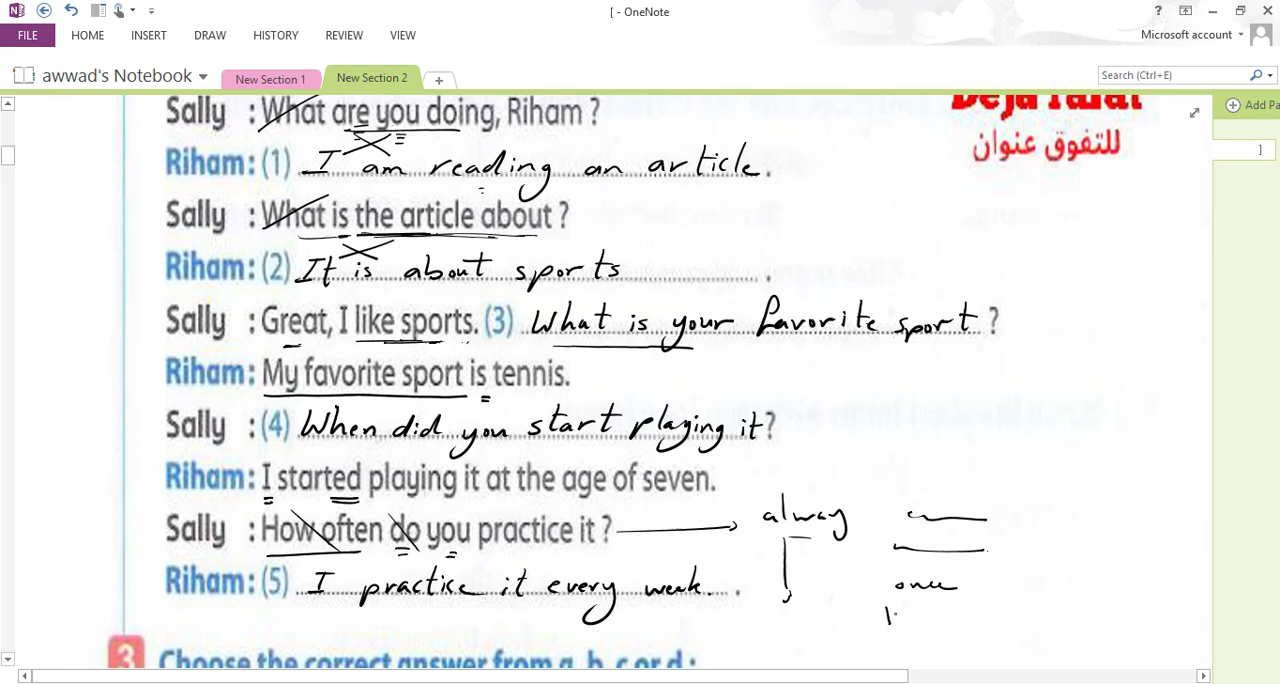 [ - OneNote
?
FILE HOME INSERT DRAW HISTORY REVIEW VIEW
Microsoft account
awwad's Notebook New Section 1 New Section 2 +
Search (Ctrl+E)
Add Pa
]
Sally : What are you doing, Riham ?
للتفوق عنوان
Riham: (1) I am reading an article.
Sally : What is the article about ?
Riham: (2) It is about sports .
Sally : Great, I like sports. (3) What is your favorite sport ?
Riham: My favorite sport is tennis.
Sally : (4) When did you start playing it ?
Riham: I started playing it at the age of seven.
Sally : How often do you practice it ? alway
Riham: (5) I practice it every week. .
once
3 Choose the correct answer from a, b, c or d :